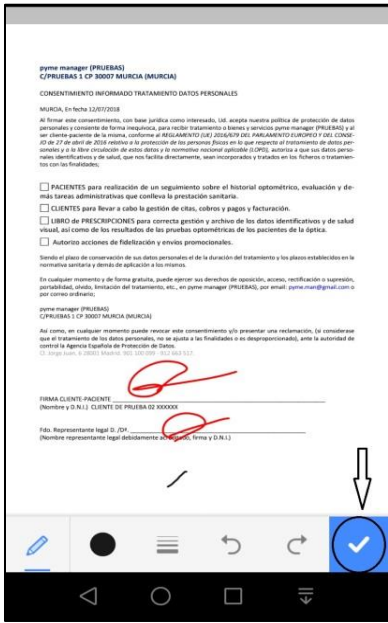 pyme manager (PRUEBAS)
C/PRUEBAS 1 CP 30007 MURCIA (MURCIA)
CONSENTIMIENTO INFORMADO TRATAMIENTO DATOS PERSONALES
MURCIA, En fecha 12/07/2018
Al firmar este consentimiento, con base jurídica como interesado, Ud. acepta nuestra política de protección de datos
personales y consiente de forma inequívoca, para recibir tratamiento o bienes y servicios pyme manager (PRUEBAS) y al
ser cliente-paciente de la misma, conforme al REGLAMENTO (UE) 2016/679 DEL PARLAMENTO EUROPEO Y DEL CONSE-
JO de 27 de abril de 2016 relativo a la protección de las personas físicas en lo que respecta al tratamiento de datos per-
sonales y a la libre circulación de estos datos y la normativa nacional aplicable (LOPD), autoriza a que sus datos perso-
nales identificativos y de salud, que nos facilita directamente, sean incorporados y tratados en los ficheros o tratamien-
tos con las finalidades;
PACIENTES para realización de un seguimiento sobre el historial optométrico, evaluación y de-
más tareas administrativas que conlleva la prestación sanitaria.
CLIENTES para llevar a cabo la gestión de citas, cobros y pagos y facturación.
LIBRO de PRESCRIPCIONES para correcta gestión y archivo de los datos identificativos y de salud
visual, así como de los resultados de las pruebas optométricas de los pacientes de la óptica.
Autorizo acciones de fidelización y envíos promocionales.
Siendo el plazo de conservación de sus datos personales el de la duración del tratamiento y los plazos establecidos en la
normativa sanitaria y demás de aplicación a los mismos.
En cualquier momento y de forma gratuita, puede ejercer sus derechos de oposición, acceso, rectificación o supresión,
portabilidad, olvido, limitación del tratamiento, etc., en pyme manager (PRUEBAS), por email: pyme.man@gmail.com o
por correo ordinario;
pyme manager (PRUEBAS)
C/PRUEBAS 1 CP 30007 MURCIA (MURCIA)
Así como, en cualquier momento puede revocar este consentimiento y/o presentar una reclamación, (si considerase
que el tratamiento de los datos personales, no se ajusta a las finalidades o es desproporcionado), ante la autoridad de
control la Agencia Española de Protección de Datos.
C/ Jorge Juan, 6 28001 Madrid. 901 100 099 - 912 663 517.
FIRMA CLIENTE-PACIENTE
(Nombre y D.N.I.) CLIENTE DE PRUEBA 02 XXXXXX
Fdo. Representante legal D. /Dª.
(Nombre representante legal debidamente acreditado, firma y D.N.I.)